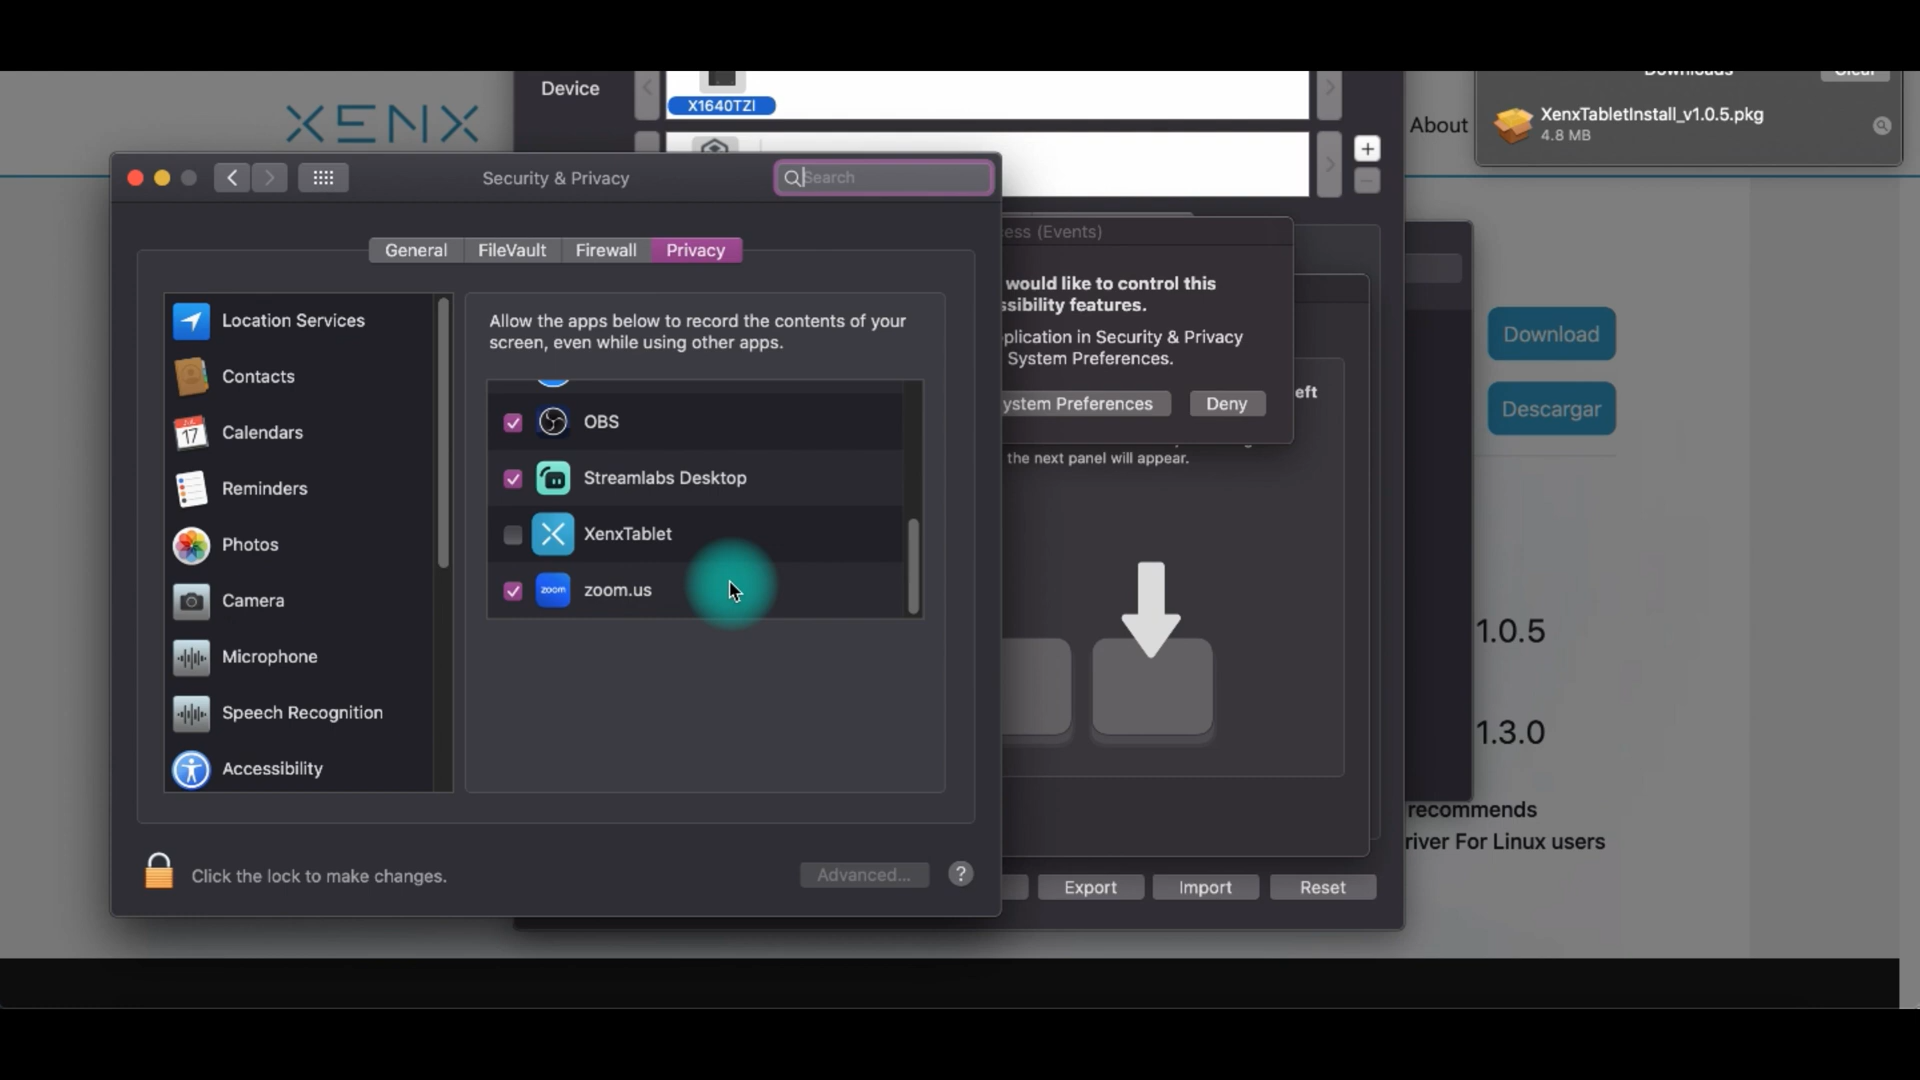 Device
X1640TZI
XENX
About
Downloads
Clear
XenxTabletInstall_v1.0.5.pkg
4.8 MB
Security & Privacy
Search
General
FileVault
Firewall
Privacy
Location Services
Contacts
JUL
17
Calendars
Reminders
Photos
Camera
Microphone
Speech Recognition
Accessibility
Allow the apps below to record the contents of your
screen, even while using other apps.
OBS
Streamlabs Desktop
XenxTablet
zoom
zoom.us
Click the lock to make changes.
Advanced...
?
ess (Events)
would like to control this
ssibility features.
plication in Security & Privacy
System Preferences.
ystem Preferences
Deny
eft
the next panel will appear.
Export
Import
Reset
Download
Descargar
1.0.5
1.3.0
recommends
river For Linux users